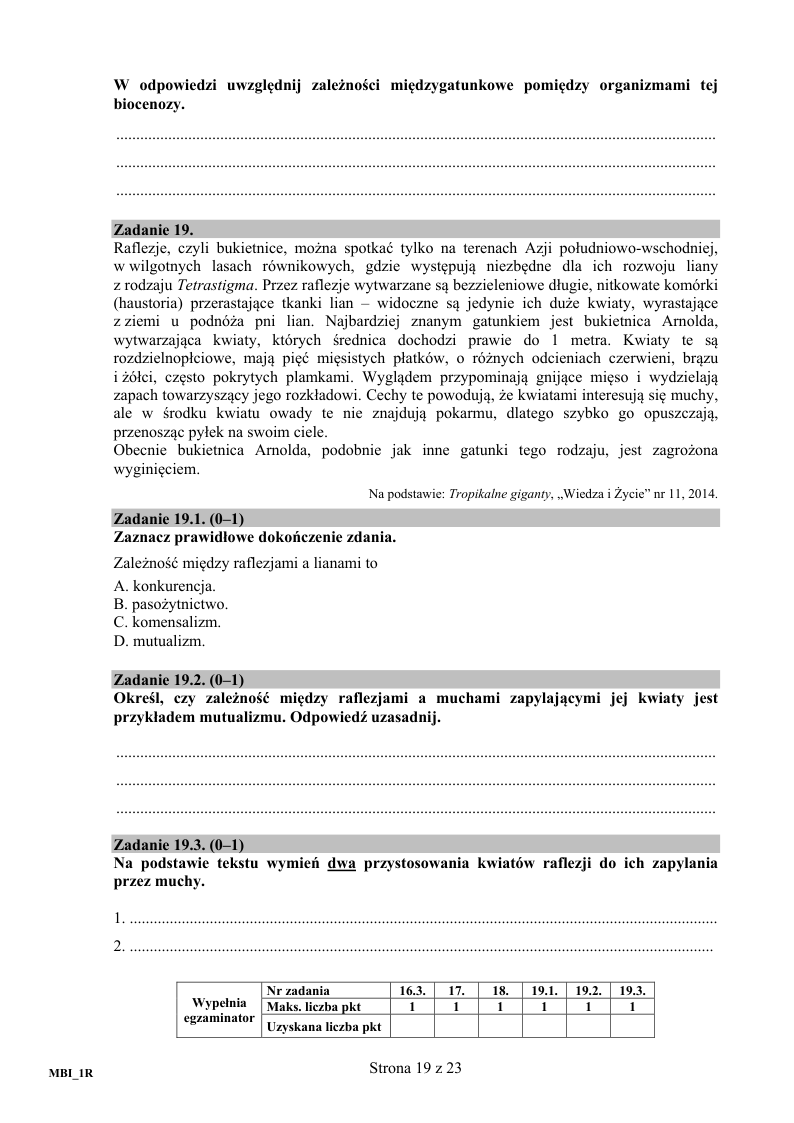 W odpowiedzi uwzględnij zależności międzygatunkowe pomiędzy organizmami tej
biocenozy.
......................................................................................................................................................
......................................................................................................................................................
......................................................................................................................................................
Zadanie 19.
Raflezje, czyli bukietnice, można spotkać tylko na terenach Azji południowo-wschodniej,
w wilgotnych lasach równikowych, gdzie występują niezbędne dla ich rozwoju liany
z rodzaju Tetrastigma. Przez raflezje wytwarzane są bezzieleniowe długie, nitkowate komórki
(haustoria) przerastające tkanki lian – widoczne są jedynie ich duże kwiaty, wyrastające
z ziemi u podnóża pni lian. Najbardziej znanym gatunkiem jest bukietnica Arnolda,
wytwarzająca kwiaty, których średnica dochodzi prawie do 1 metra. Kwiaty te są
rozdzielnopłciowe, mają pięć mięsistych płatków, o różnych odcieniach czerwieni, brązu
i żółci, często pokrytych plamkami. Wyglądem przypominają gnijące mięso i wydzielają
zapach towarzyszący jego rozkładowi. Cechy te powodują, że kwiatami interesują się muchy,
ale w środku kwiatu owady te nie znajdują pokarmu, dlatego szybko go opuszczają,
przenosząc pyłek na swoim ciele.
Obecnie bukietnica Arnolda, podobnie jak inne gatunki tego rodzaju, jest zagrożona
wyginięciem.
Na podstawie: Tropikalne giganty, „Wiedza i Życie” nr 11, 2014.
Zadanie 19.1. (0–1)
Zaznacz prawidłowe dokończenie zdania.
Zależność między raflezjami a lianami to
A. konkurencja.
B. pasożytnictwo.
C. komensalizm.
D. mutualizm.
Zadanie 19.2. (0–1)
Określ, czy zależność między raflezjami a muchami zapylającymi jej kwiaty jest
przykładem mutualizmu. Odpowiedź uzasadnij.
......................................................................................................................................................
......................................................................................................................................................
......................................................................................................................................................
Zadanie 19.3. (0–1)
Na podstawie tekstu wymień dwa przystosowania kwiatów raflezji do ich zapylania
przez muchy.
1. ...................................................................................................................................................
2. ..................................................................................................................................................
Wypełnia egzaminator
Nr zadania 16.3. 17. 18. 19.1. 19.2. 19.3.
Maks. liczba pkt 1 1 1 1 1 1
Uzyskana liczba pkt
Strona 19 z 23
MBI_1R